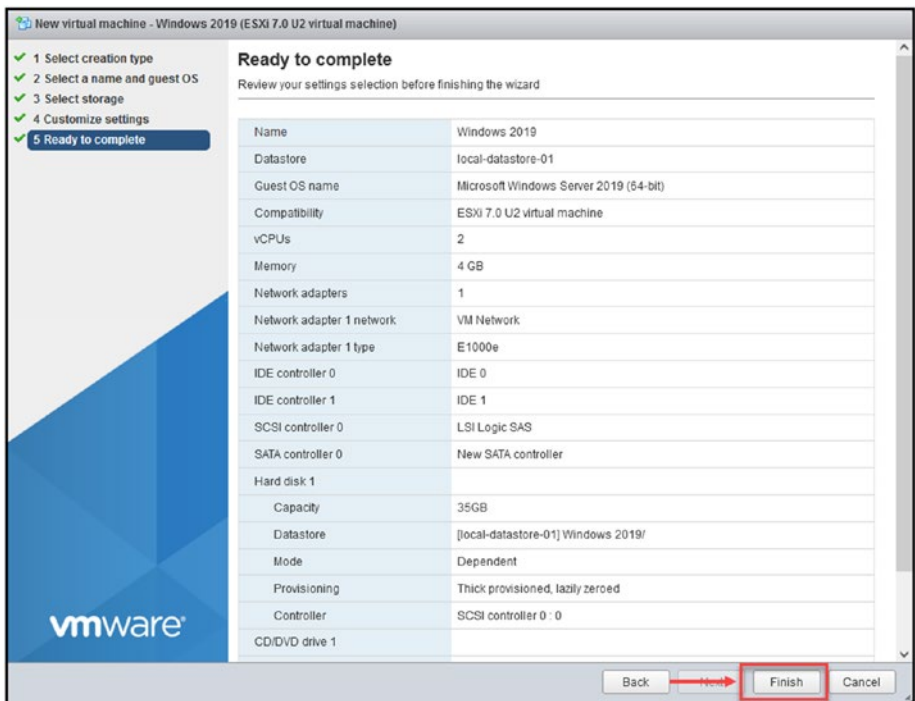 New virtual machine - Windows 2019 (ESXi 7.0 U2 virtual machine)
1 Select creation type
2 Select a name and guest OS
3 Select storage
4 Customize settings
5 Ready to complete
Ready to complete
Review your settings selection before finishing the wizard
Name Windows 2019
Datastore local-datastore-01
Guest OS name Microsoft Windows Server 2019 (64-bit)
Compatibility ESXi 7.0 U2 virtual machine
vCPUs 2
Memory 4 GB
Network adapters 1
Network adapter 1 network VM Network
Network adapter 1 type E1000e
IDE controller 0 IDE 0
IDE controller 1 IDE 1
SCSI controller 0 LSI Logic SAS
SATA controller 0 New SATA controller
Hard disk 1
Capacity 35GB
Datastore [local-datastore-01] Windows 2019/
Mode Dependent
Provisioning Thick provisioned, lazily zeroed
Controller SCSI controller 0 : 0
CD/DVD drive 1
vmware®
Back Next Finish Cancel